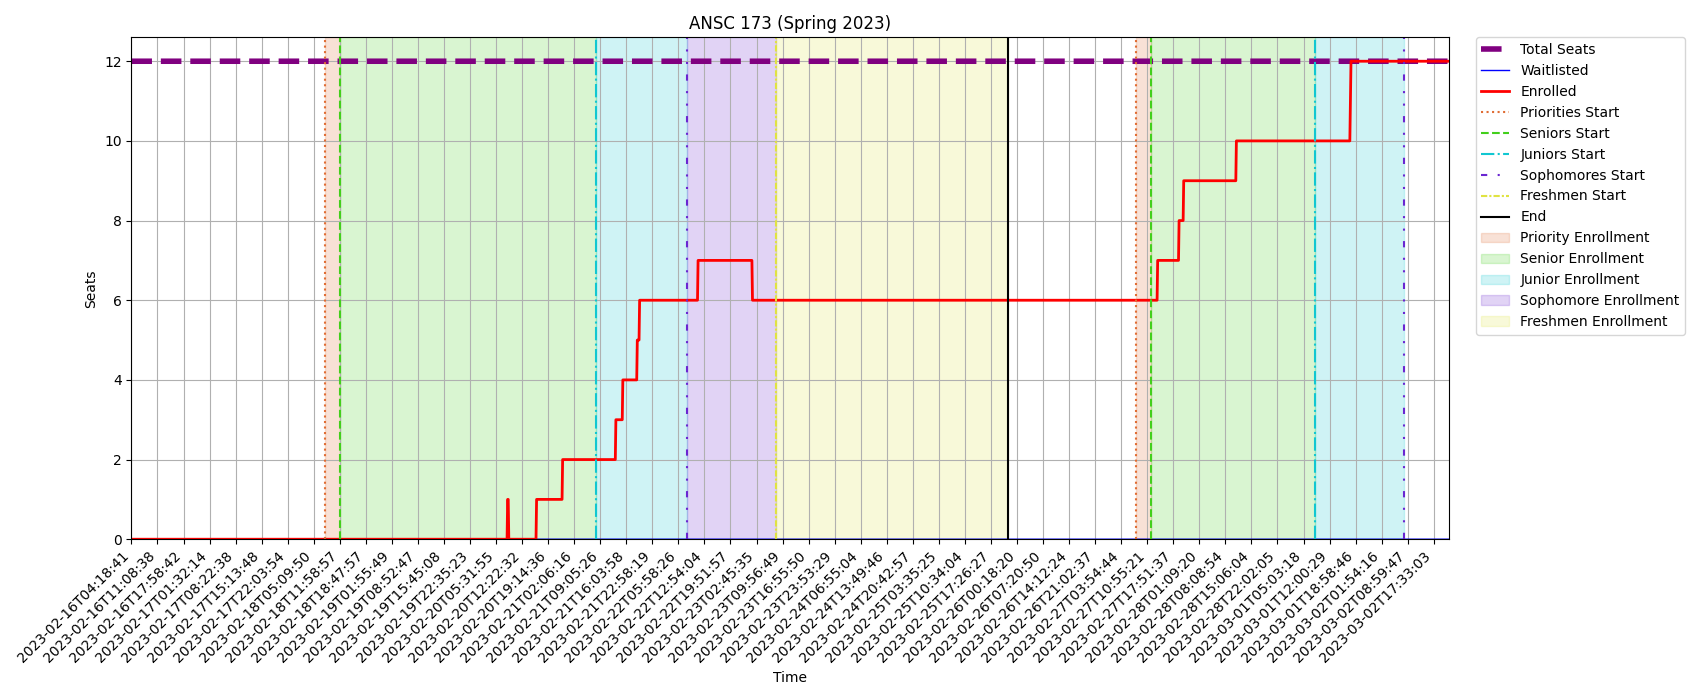 ANSC 173 (Spring 2023)
12
10
8
6
4
2
0
Seats
2023-02-16T04:18:41
2023-02-16T11:08:38
2023-02-16T17:58:42
2023-02-17T01:32:14
2023-02-17T08:22:38
2023-02-17T15:13:48
2023-02-17T22:03:54
2023-02-18T05:09:50
2023-02-18T11:58:57
2023-02-18T18:47:57
2023-02-19T01:55:49
2023-02-19T08:52:47
2023-02-19T15:45:08
2023-02-19T22:35:23
2023-02-20T05:31:55
2023-02-20T12:22:32
2023-02-20T19:14:36
2023-02-21T02:06:16
2023-02-21T09:05:26
2023-02-21T16:03:58
2023-02-21T22:58:19
2023-02-22T05:58:26
2023-02-22T12:54:04
2023-02-22T19:51:57
2023-02-23T02:45:35
2023-02-23T09:56:49
2023-02-23T16:55:50
2023-02-23T23:53:29
2023-02-24T06:55:04
2023-02-24T13:49:46
2023-02-24T20:42:57
2023-02-25T03:35:25
2023-02-25T10:34:04
2023-02-25T17:26:27
2023-02-26T00:18:20
2023-02-26T07:20:50
2023-02-26T14:12:24
2023-02-26T21:02:37
2023-02-27T03:54:44
2023-02-27T10:55:21
2023-02-27T17:51:37
2023-02-28T01:09:20
2023-02-28T08:08:54
2023-02-28T15:06:04
2023-02-28T22:02:05
2023-03-01T05:03:18
2023-03-01T12:00:29
2023-03-01T18:58:46
2023-03-02T01:54:16
2023-03-02T08:59:47
2023-03-02T17:33:03
Time
Total Seats
Waitlisted
Enrolled
Priorities Start
Seniors Start
Juniors Start
Sophomores Start
Freshmen Start
End
Priority Enrollment
Senior Enrollment
Junior Enrollment
Sophomore Enrollment
Freshmen Enrollment